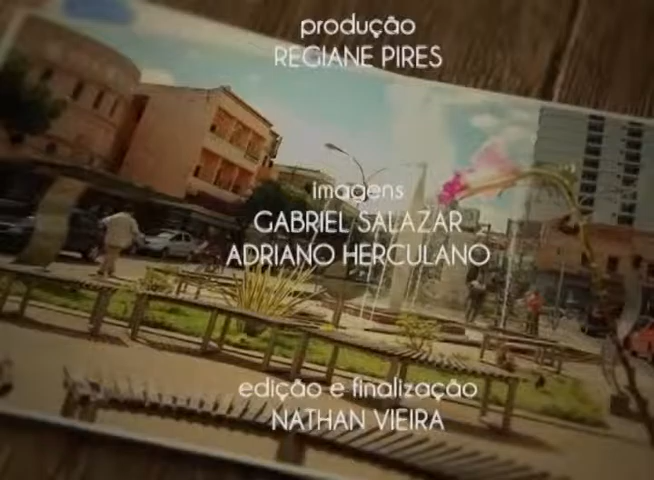 produção
REGIANE PIRES
imagens
GABRIEL SALAZAR
ADRIANO HERCULANO
edição e finalização
NATHAN VIEIRA